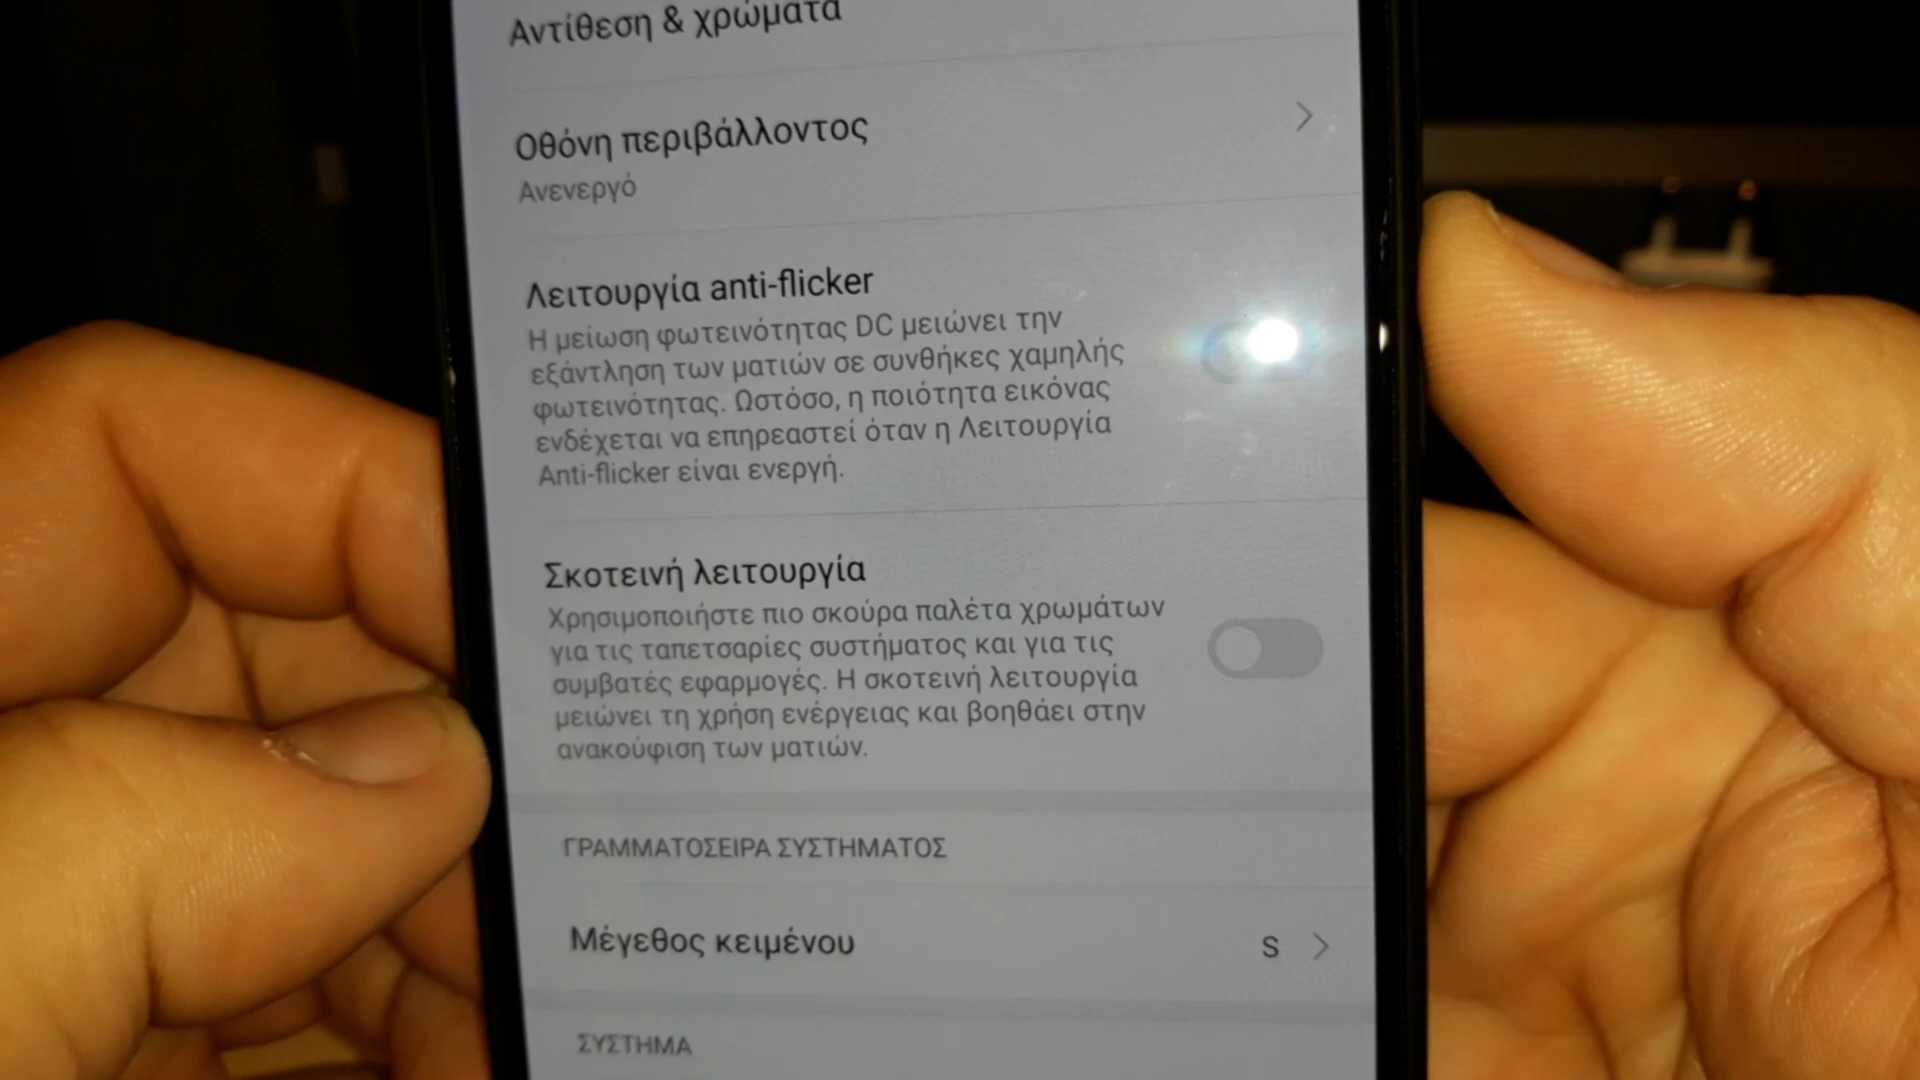 Αντίθεση & χρώματα
Οθόνη περιβάλλοντος
Ανενεργό
Λειτουργία anti-flicker
Η μείωση φωτεινότητας DC μειώνει την
εξάντληση των ματιών σε συνθήκες χαμηλής
φωτεινότητας. Ωστόσο, η ποιότητα εικόνας
ενδέχεται να επηρεαστεί όταν η Λειτουργία
Anti-flicker είναι ενεργή.
Σκοτεινή λειτουργία
Χρησιμοποιήστε πιο σκούρα παλέτα χρωμάτων
για τις ταπετσαρίες συστήματος και για τις
συμβατές εφαρμογές. Η σκοτεινή λειτουργία
μειώνει τη χρήση ενέργειας και βοηθάει στην
ανακούφιση των ματιών.
ΓΡΑΜΜΑΤΟΣΕΙΡΑ ΣΥΣΤΗΜΑΤΟΣ
Μέγεθος κειμένου S
ΣΥΣΤΗΜΑ